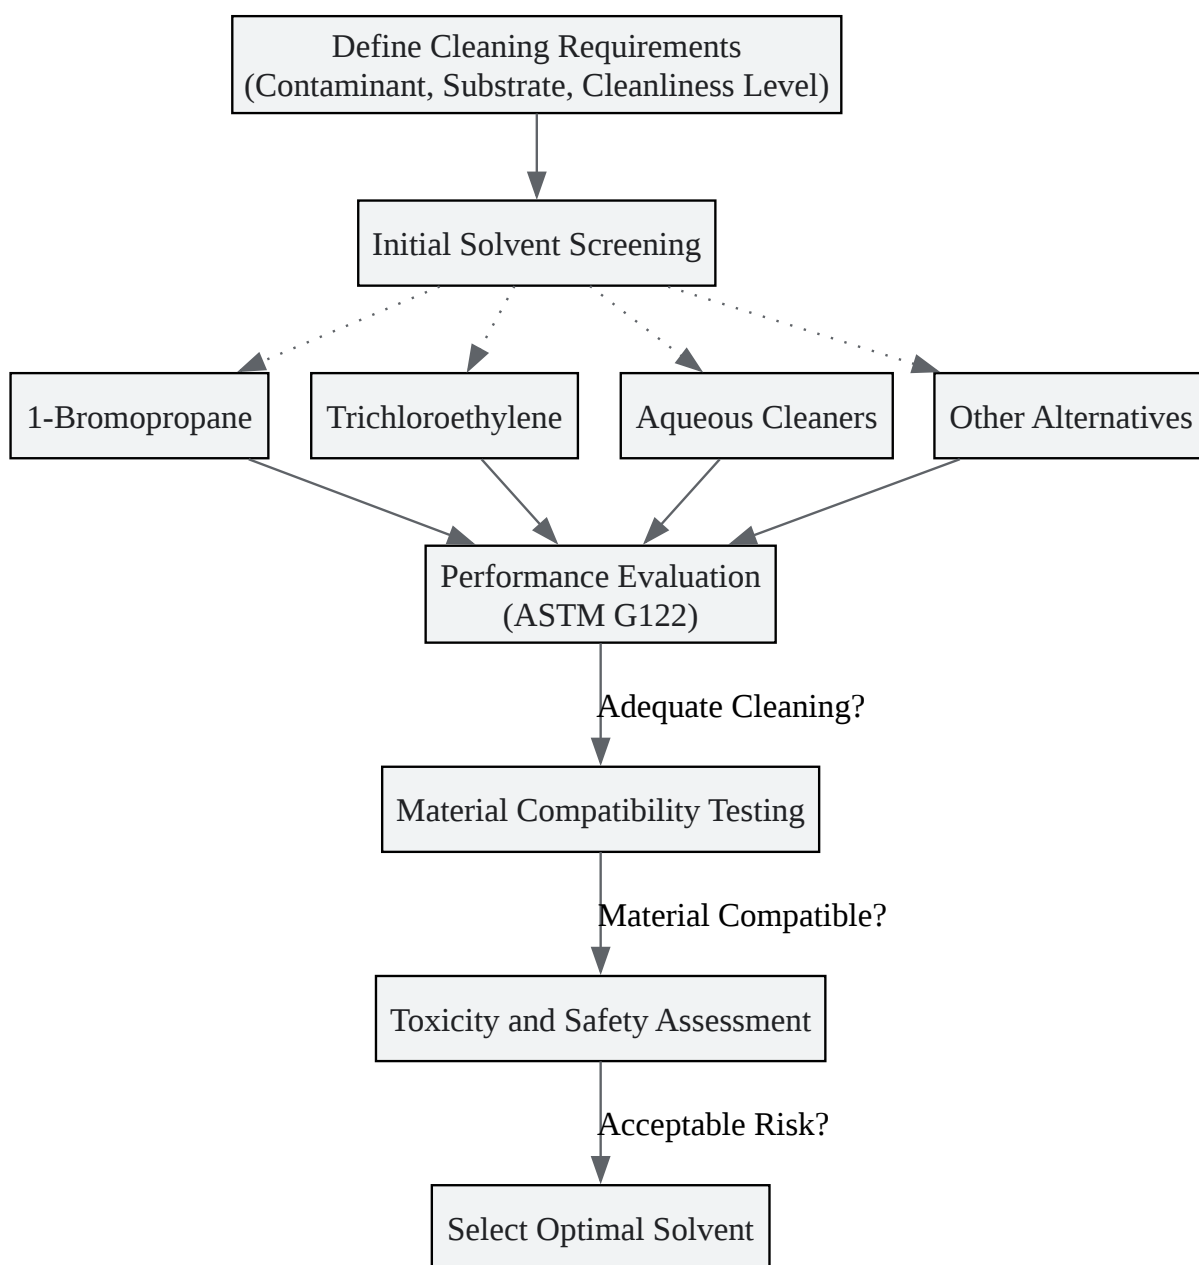 Define Cleaning Requirements
(Contaminant, Substrate, Cleanliness Level)
Initial Solvent Screening
1-Bromopropane
Trichloroethylene
Aqueous Cleaners
Other Alternatives
Performance Evaluation
(ASTM G122)
Adequate Cleaning?
Material Compatibility Testing
Material Compatible?
Toxicity and Safety Assessment
Acceptable Risk?
Select Optimal Solvent